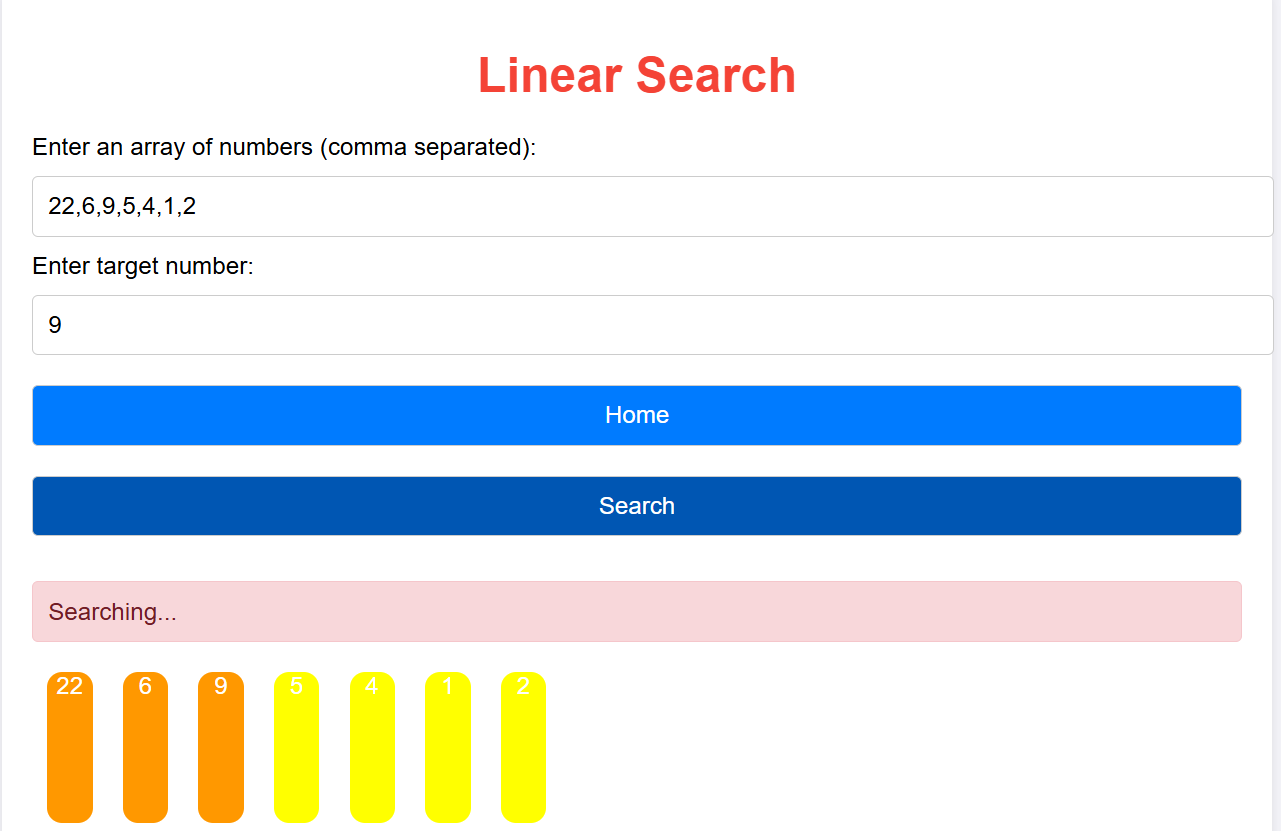 Linear Search
Enter an array of numbers (comma separated):
22,6,9,5,4,1,2
Enter target number:
9
Home
Search
Searching...
22 6 9 5 4 1 2